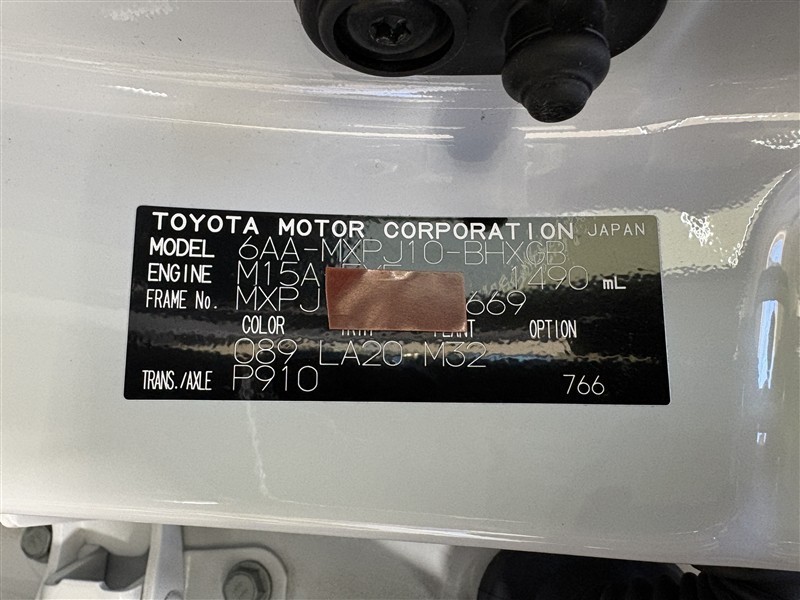 TOYOTA MOTOR CORPORATION JAPAN
MODEL 6AA-MXPJ10-BHXGB
ENGINE M15A 1490 mL
FRAME No. MXPJ 669
COLOR PLANT OPTION
089 LA20 M32
TRANS./AXLE P910 766